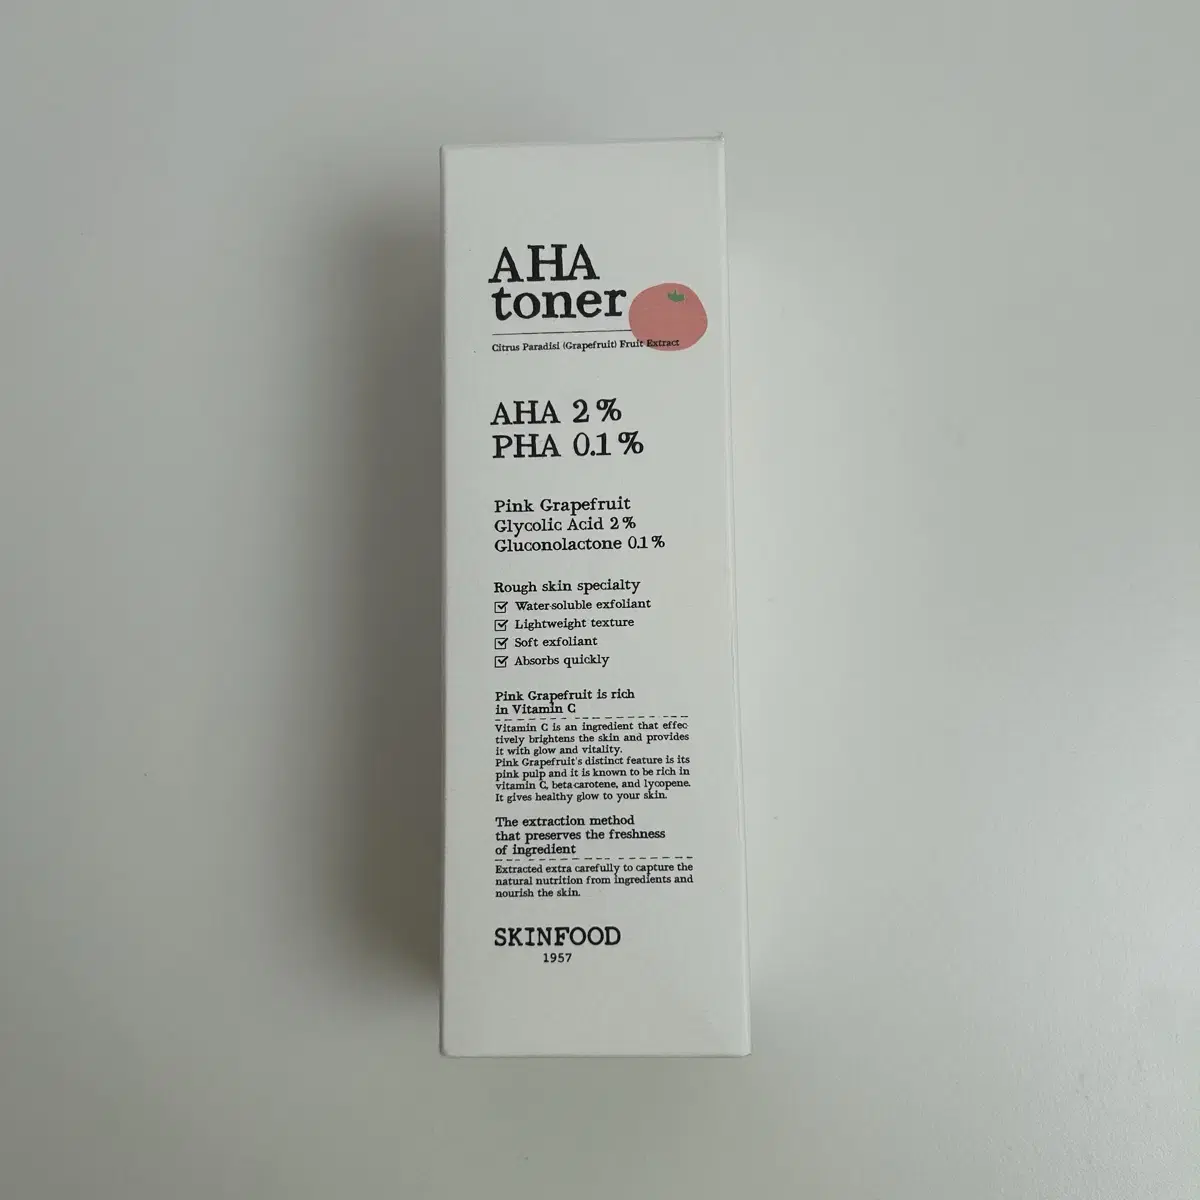 AHA
toner
Citrus Paradisi (Grapefruit) Fruit Extract
AHA 2%
PHA 0.1%
Pink Grapefruit
Glycolic Acid 2%
Gluconolactone 0.1%
Rough skin specialty
Water-soluble exfoliant
Lightweight texture
Soft exfoliant
Absorbs quickly
Pink Grapefruit is rich
in Vitamin C
Vitamin C is an ingredient that effec-
tively brightens the skin and provides
it with glow and vitality.
Pink Grapefruit's distinct feature is its
pink pulp and it is known to be rich in
vitamin C, beta-carotene, and lycopene.
It gives healthy glow to your skin.
The extraction method
that preserves the freshness
of ingredient
Extracted extra carefully to capture the
natural nutrition from ingredients and
nourish the skin.
SKINFOOD
1957